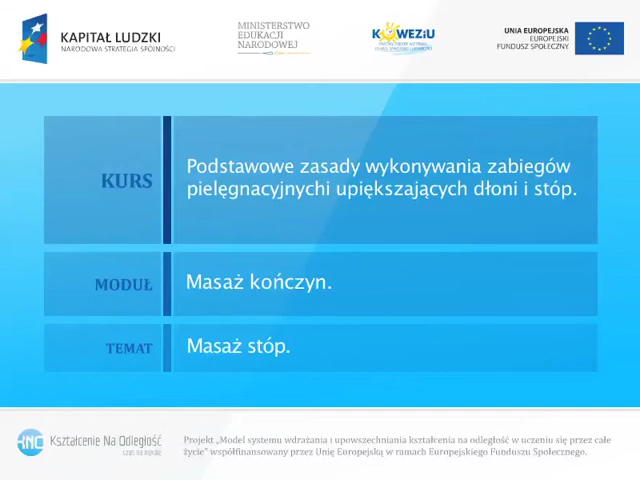 KAPITAŁ LUDZKI
NARODOWA STRATEGIA SPÓJNOŚCI
MINISTERSTWO
EDUKACJI
NARODOWEJ
KOWEZiU
UNIA EUROPEJSKA
EUROPEJSKI
FUNDUSZ SPOŁECZNY
KURS
Podstawowe zasady wykonywania zabiegów
pielęgnacyjnychi upiększających dłoni i stóp.
MODUŁ
Masaż kończyn.
TEMAT
Masaż stóp.
KNO Kształcenie Na Odległość
Projekt „Model systemu wdrażania i upowszechniania kształcenia na odległość w uczeniu się przez całe
życie” współfinansowany przez Unię Europejską w ramach Europejskiego Funduszu Społecznego.